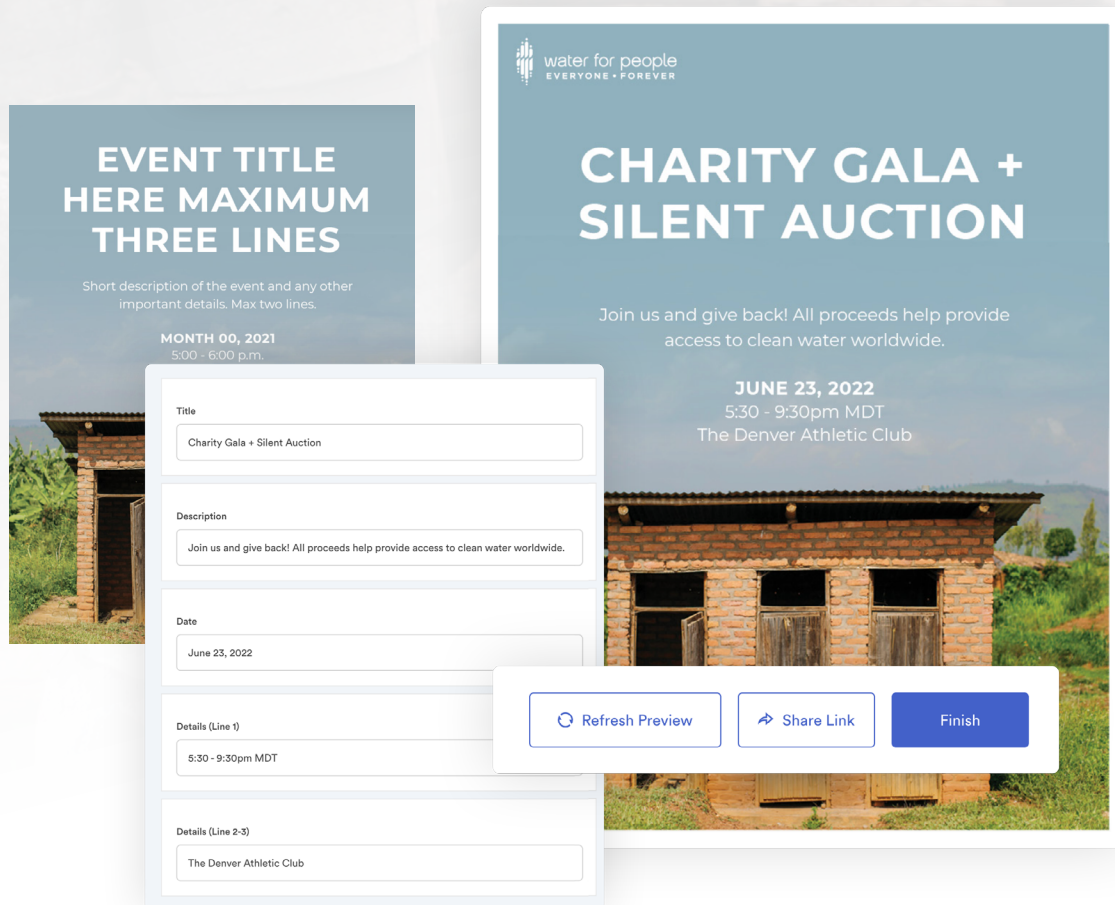 EVENT TITLE
HERE MAXIMUM
THREE LINES
Short description of the event and any other
important details. Max two lines.
MONTH 00, 2021
5:00 - 6:00 p.m.
water for people
EVERYONE • FOREVER
CHARITY GALA +
SILENT AUCTION
Join us and give back! All proceeds help provide
access to clean water worldwide.
JUNE 23, 2022
5:30 - 9:30pm MDT
The Denver Athletic Club
Title
Charity Gala + Silent Auction
Description
Join us and give back! All proceeds help provide access to clean water worldwide.
Date
June 23, 2022
Details (Line 1)
5:30 - 9:30pm MDT
Details (Line 2-3)
The Denver Athletic Club
Refresh Preview
Share Link
Finish